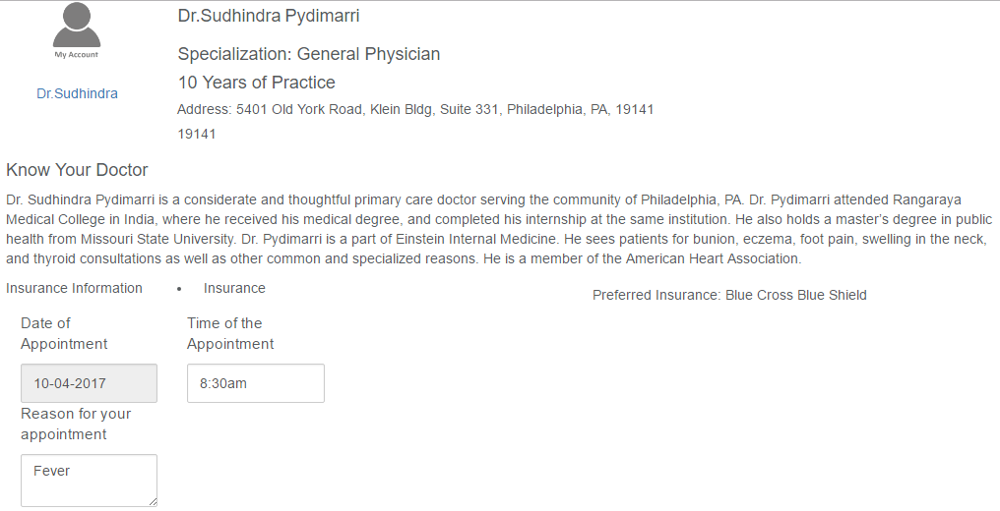 My Account
Dr.Sudhindra
Dr.Sudhindra Pydimarri
Specialization: General Physician
10 Years of Practice
Address: 5401 Old York Road, Klein Bldg, Suite 331, Philadelphia, PA, 19141
19141
Know Your Doctor
Dr. Sudhindra Pydimarri is a considerate and thoughtful primary care doctor serving the community of Philadelphia, PA. Dr. Pydimarri attended Rangaraya
Medical College in India, where he received his medical degree, and completed his internship at the same institution. He also holds a master's degree in public
health from Missouri State University. Dr. Pydimarri is a part of Einstein Internal Medicine. He sees patients for bunion, eczema, foot pain, swelling in the neck,
and thyroid consultations as well as other common and specialized reasons. He is a member of the American Heart Association.
Insurance Information • Insurance
Preferred Insurance: Blue Cross Blue Shield
Date of
Appointment
10-04-2017
Time of the
Appointment
8:30am
Reason for your
appointment
Fever